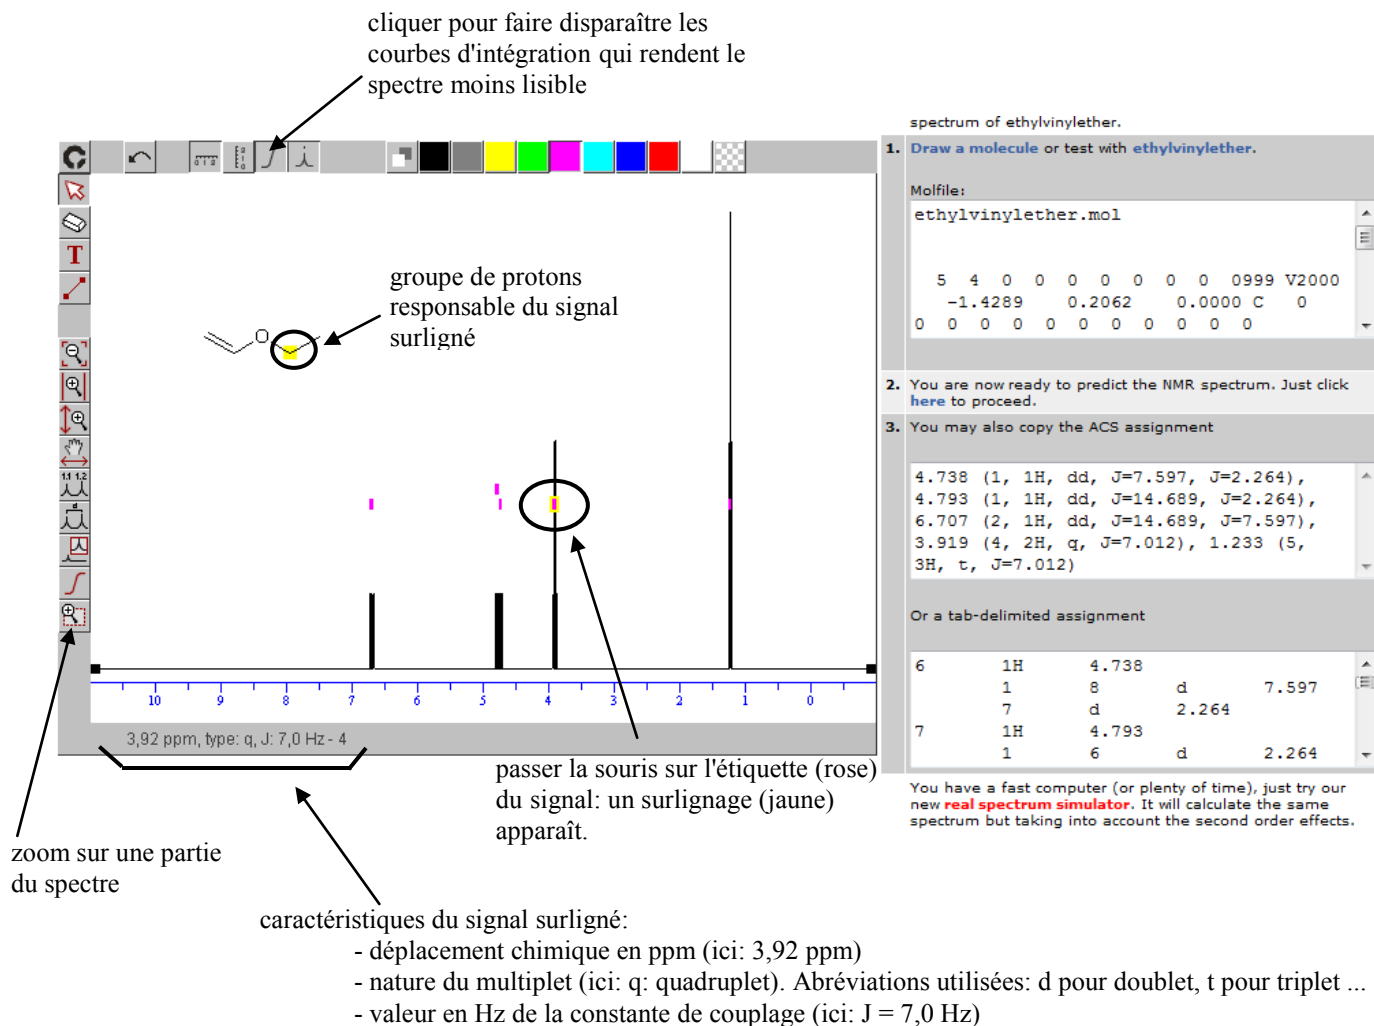 cliquer pour faire disparaître les
courbes d'intégration qui rendent le
spectre moins lisible
spectrum of ethylvinylether.
1. Draw a molecule or test with ethylvinylether.
Molfile:
ethylvinylether.mol
5 4 0 0 0 0 0 0 0 0999 V2000
-1.4289 0.2062 0.0000 C 0
0 0 0 0 0 0 0 0 0 0 0
T
groupe de protons
responsable du signal
surligné
O
2. You are now ready to predict the NMR spectrum. Just click
here to proceed.
3. You may also copy the ACS assignment
4.738 (1, 1H, dd, J=7.597, J=2.264),
4.793 (1, 1H, dd, J=14.689, J=2.264),
6.707 (2, 1H, dd, J=14.689, J=7.597),
3.919 (4, 2H, q, J=7.012), 1.233 (5,
3H, t, J=7.012)
Or a tab-delimited assignment
6 1H 4.738
1 8 d 7.597
7 d 2.264
7 1H 4.793
1 6 d 2.264
10 9 8 7 6 5 4 3 2 1 0
3,92 ppm, type: q, J: 7,0 Hz - 4
You have a fast computer (or plenty of time), just try our
new real spectrum simulator. It will calculate the same
spectrum but taking into account the second order effects.
passer la souris sur l'étiquette (rose)
du signal: un surlignage (jaune)
apparaît.
zoom sur une partie
du spectre
caractéristiques du signal surligné:
- déplacement chimique en ppm (ici: 3,92 ppm)
- nature du multiplet (ici: q: quadruplet). Abréviations utilisées: d pour doublet, t pour triplet ...
- valeur en Hz de la constante de couplage (ici: J = 7,0 Hz)